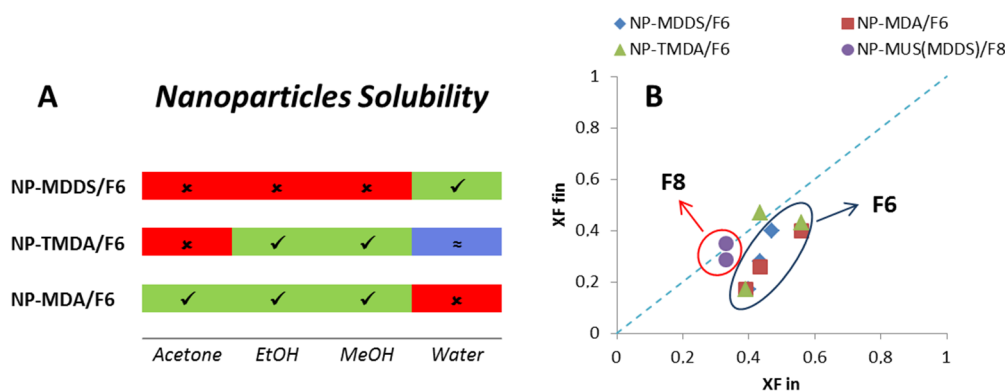 A
Nanoparticles Solubility
NP-MDDS/F6
✘ ✘ ✘ ✓
NP-TMDA/F6
✘ ✓ ✓ ≈
NP-MDA/F6
✓ ✓ ✓ ✘
Acetone EtOH MeOH Water
NP-MDDS/F6 NP-MDA/F6
NP-TMDA/F6 NP-MUS(MDDS)/F8
B
XF fin
1
0.8
0.6
0.4
0.2
0
F8
F6
0 0.2 0.4 0.6 0.8 1
XF in